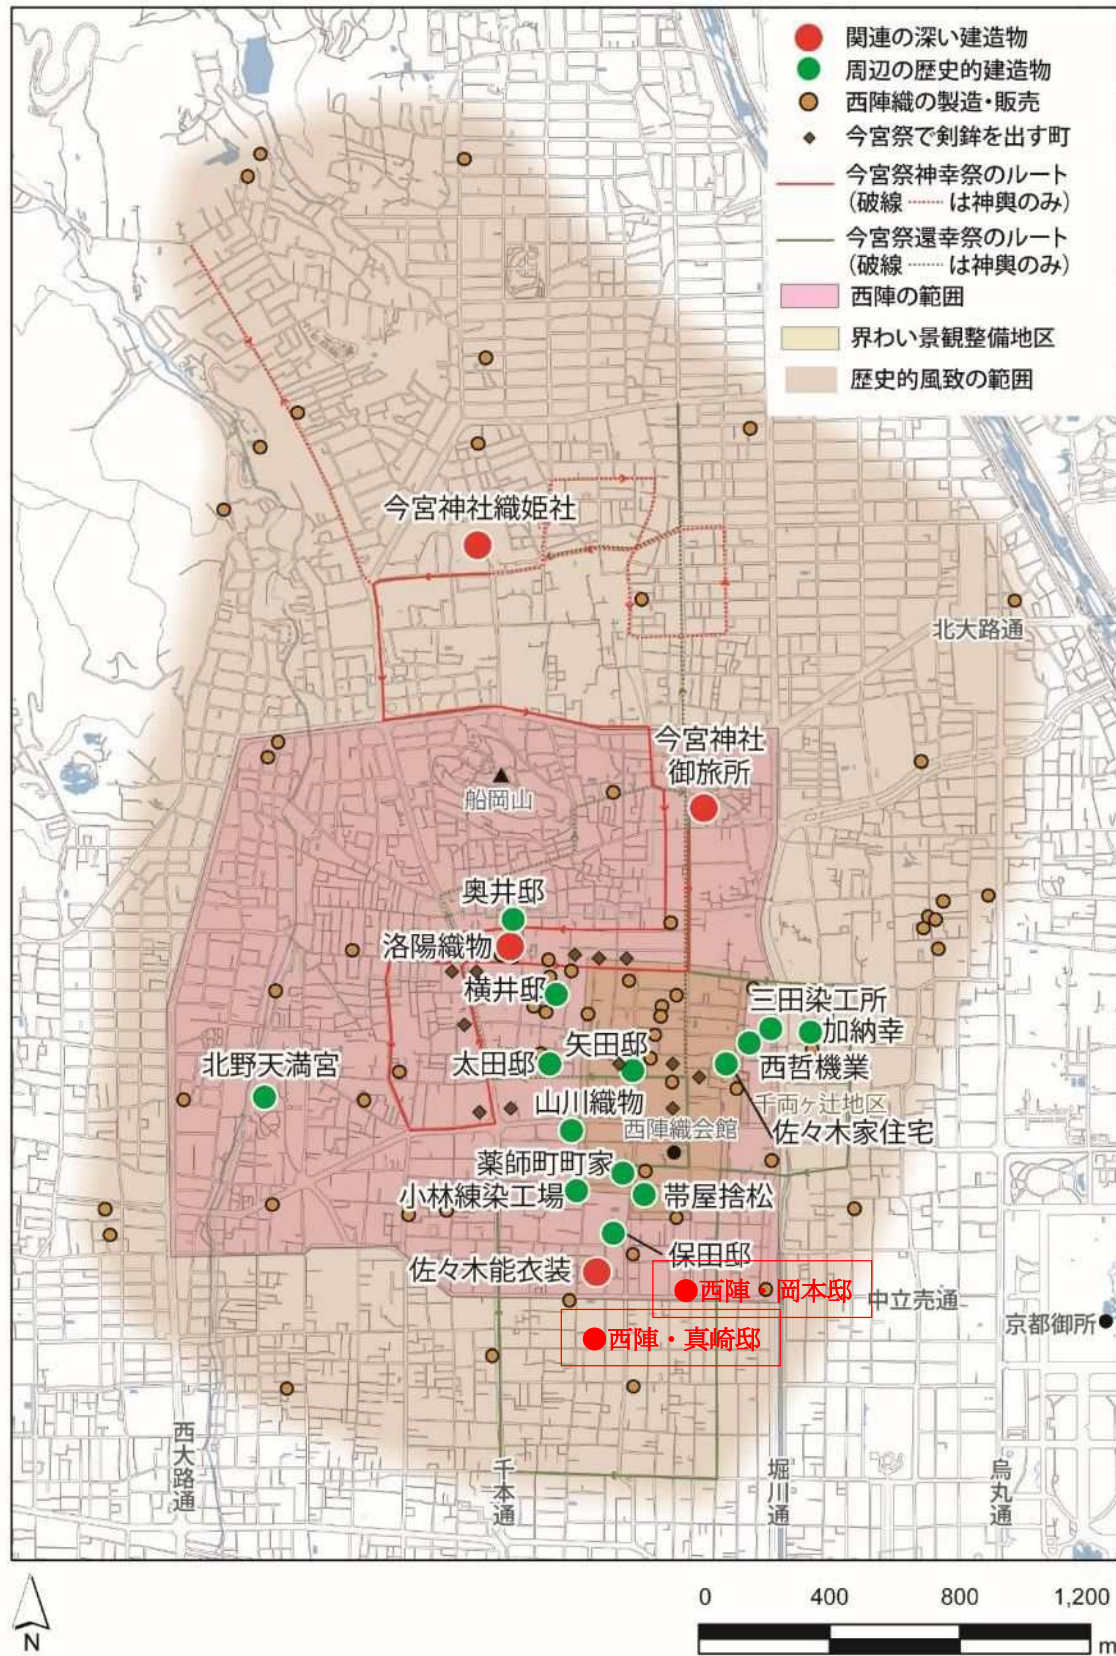 関連の深い建造物
周辺の歴史的建造物
西陣織の製造・販売
今宮祭で剣鉾を出す町
今宮祭神幸祭のルート
(破線 ······ は神輿のみ)
今宮祭還幸祭のルート
(破線 ······ は神輿のみ)
西陣の範囲
界わい景観整備地区
歴史的風致の範囲
今宮神社織姫社
北大路通
今宮神社
御旅所
船岡山
奥井邸
洛陽織物
横井邸
三田染工所
加納幸
矢田邸
太田邸
西哲機業
北野天満宮
千両ヶ辻地区
山川織物
西陣織会館
佐々木家住宅
薬師町町家
小林練染工場
帯屋捨松
保田邸
佐々木能衣装
西陣・岡本邸
中立売通
京都御所
西陣・真崎邸
西大路通
千本通
堀川通
烏丸通
0 400 800 1,200
m
N